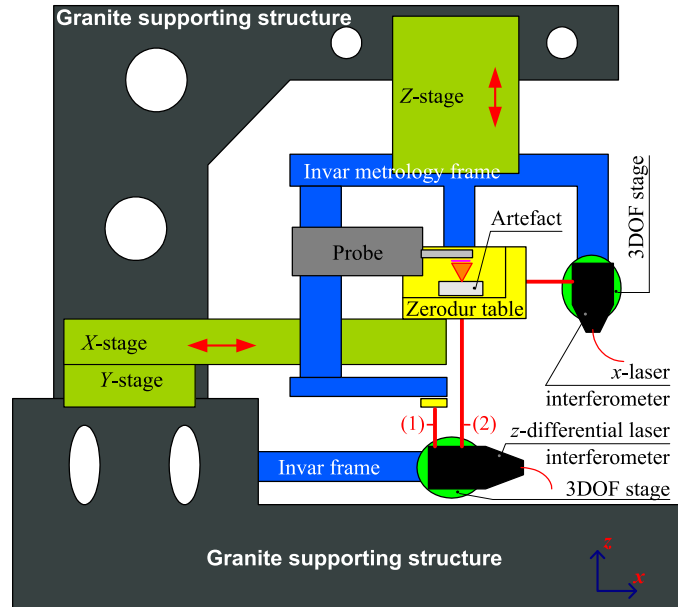 Granite supporting structure
Z-stage
Invar metrology frame
3DOF stage
Artefact
Probe
Zerodur table
X-stage
Y-stage
x-laser
interferometer
(1)
(2)
z-differential laser
interferometer
Invar frame
3DOF stage
Granite supporting structure
z
x